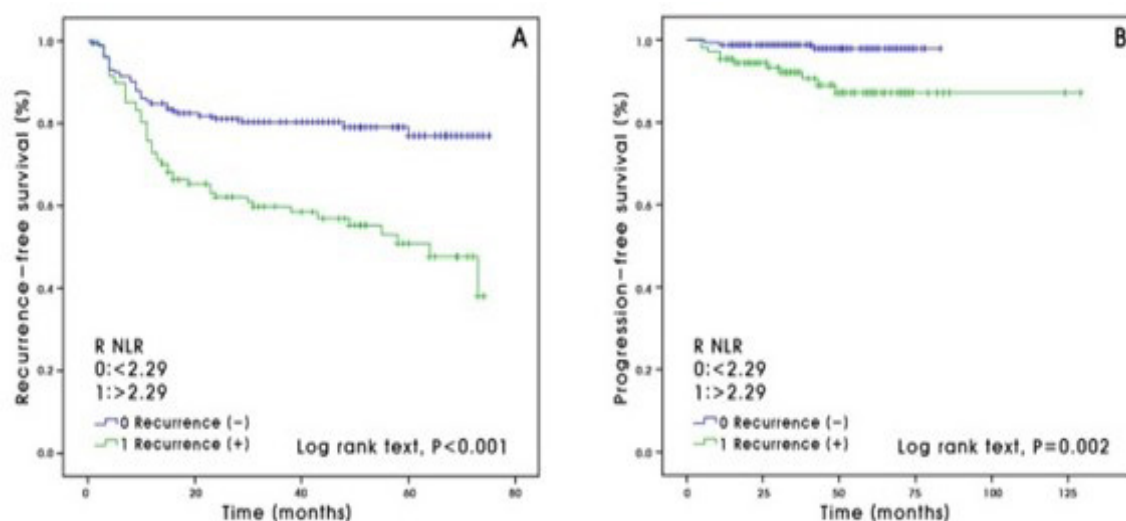 A
Recurrence-free survival (%)
1.0
0.8
0.6
0.4
0.2
0.0
R NLR
0:<2.29
1:>2.29
0 Recurrence (-)
1 Recurrence (+)
Log rank text, P<0.001
0 20 40 60 80
Time (months)
B
Progression-free survival (%)
1.0
0.8
0.6
0.4
0.2
0.0
R NLR
0:<2.29
1:>2.29
0 Recurrence (-)
1 Recurrence (+)
Log rank text, P=0.002
0 25 50 75 100 125
Time (months)